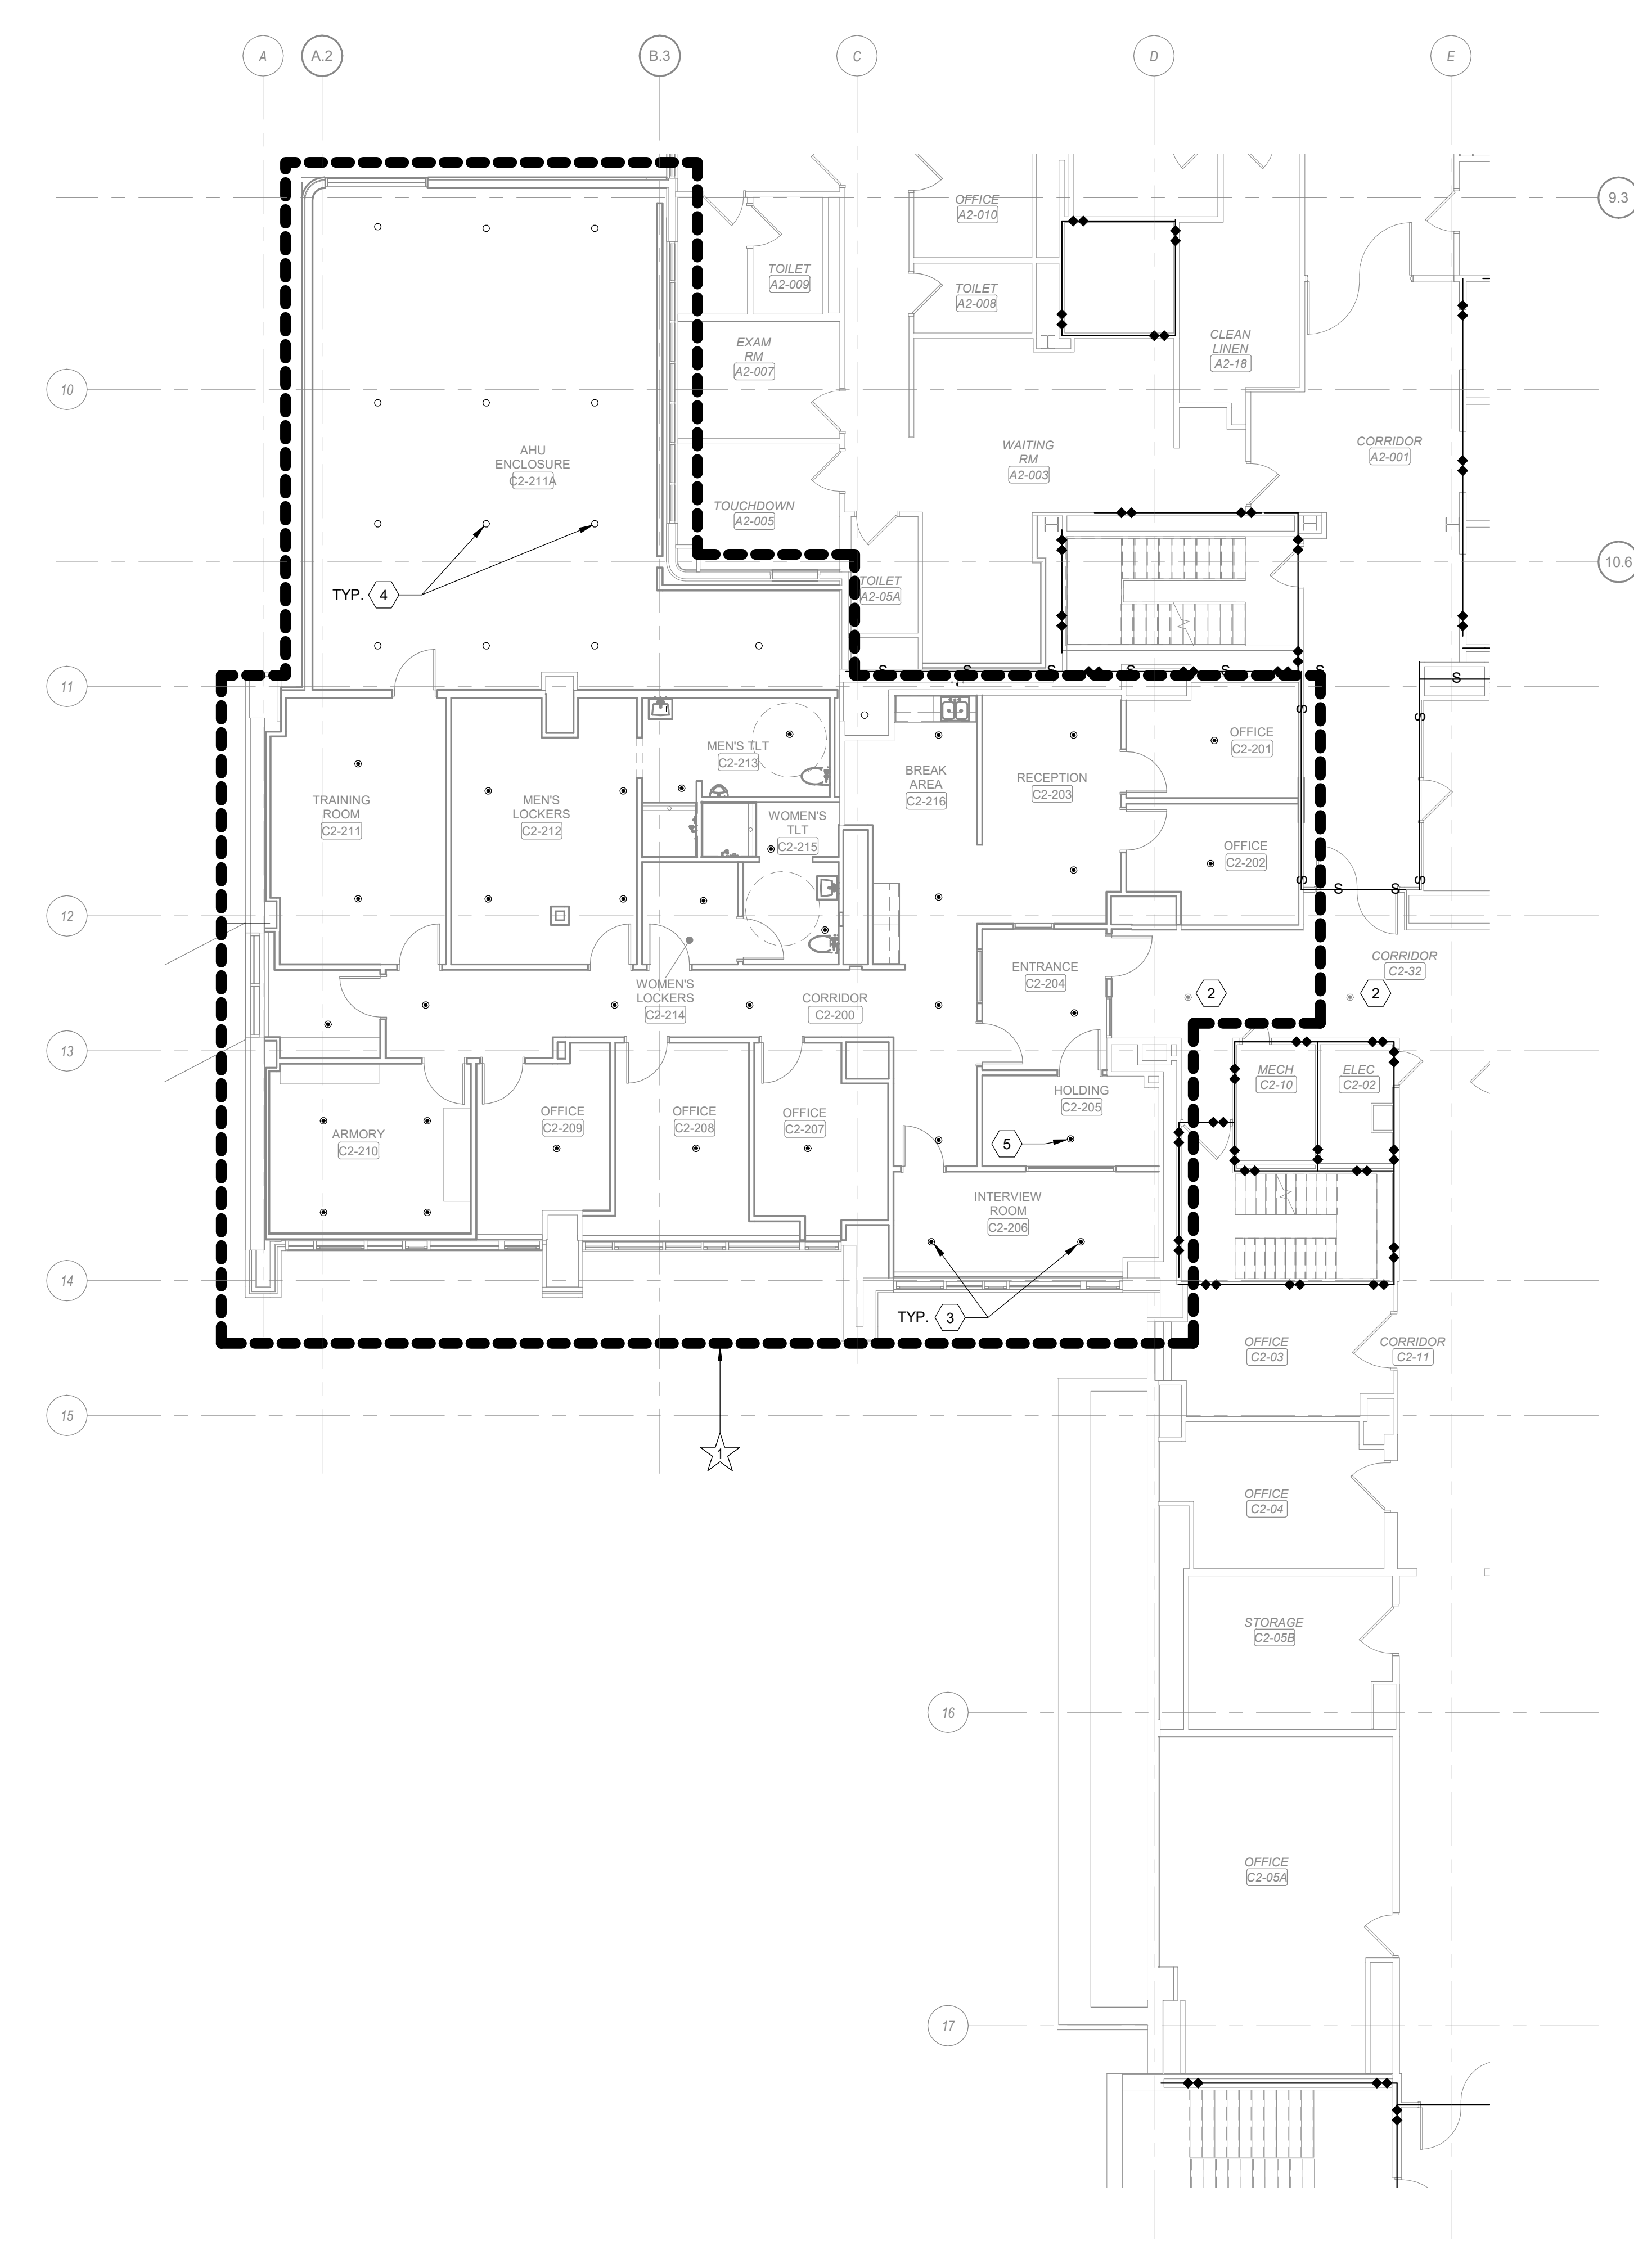 A
A.2
B.3
C
D
E
9.3
OFFICE
A2-010
TOILET
A2-009
TOILET
A2-008
EXAM
RM
A2-007
CLEAN
LINEN
A2-18
10
WAITING
RM
A2-003
CORRIDOR
A2-001
AHU
ENCLOSURE
C2-211A
TOUCHDOWN
A2-005
10.6
TOILET
A2-05A
TYP. 4
11
S
S
S
S
S
S
S
S
S
OFFICE
C2-201
MEN'S TLT
C2-213
BREAK
AREA
C2-216
RECEPTION
C2-203
TRAINING
ROOM
C2-211
MEN'S
LOCKERS
C2-212
WOMEN'S
TLT
C2-215
OFFICE
C2-202
S
S
S
S
12
CORRIDOR
C2-32
ENTRANCE
C2-204
WOMEN'S
LOCKERS
C2-214
CORRIDOR
C2-200
2
2
13
MECH
C2-10
ELEC
C2-02
HOLDING
C2-205
OFFICE
C2-209
OFFICE
C2-208
OFFICE
C2-207
ARMORY
C2-210
5
INTERVIEW
ROOM
C2-206
14
TYP. 3
OFFICE
C2-03
CORRIDOR
C2-11
15
1
OFFICE
C2-04
STORAGE
C2-05B
16
OFFICE
C2-05A
17